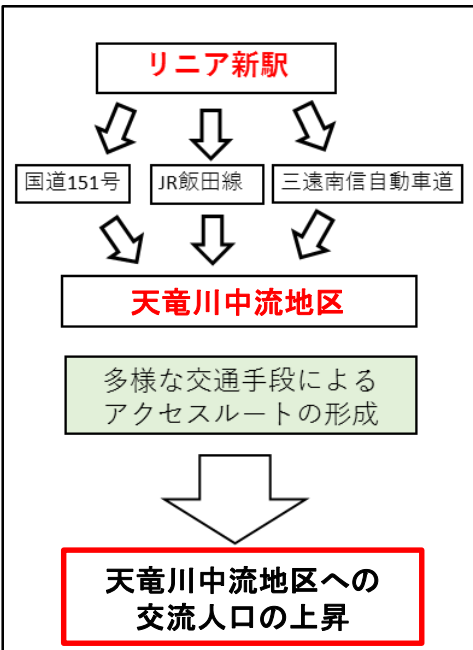 リニア新駅
国道151号 JR飯田線 三遠南信自動車道
天竜川中流地区
多様な交通手段による
アクセスルートの形成
天竜川中流地区への
交流人口の上昇